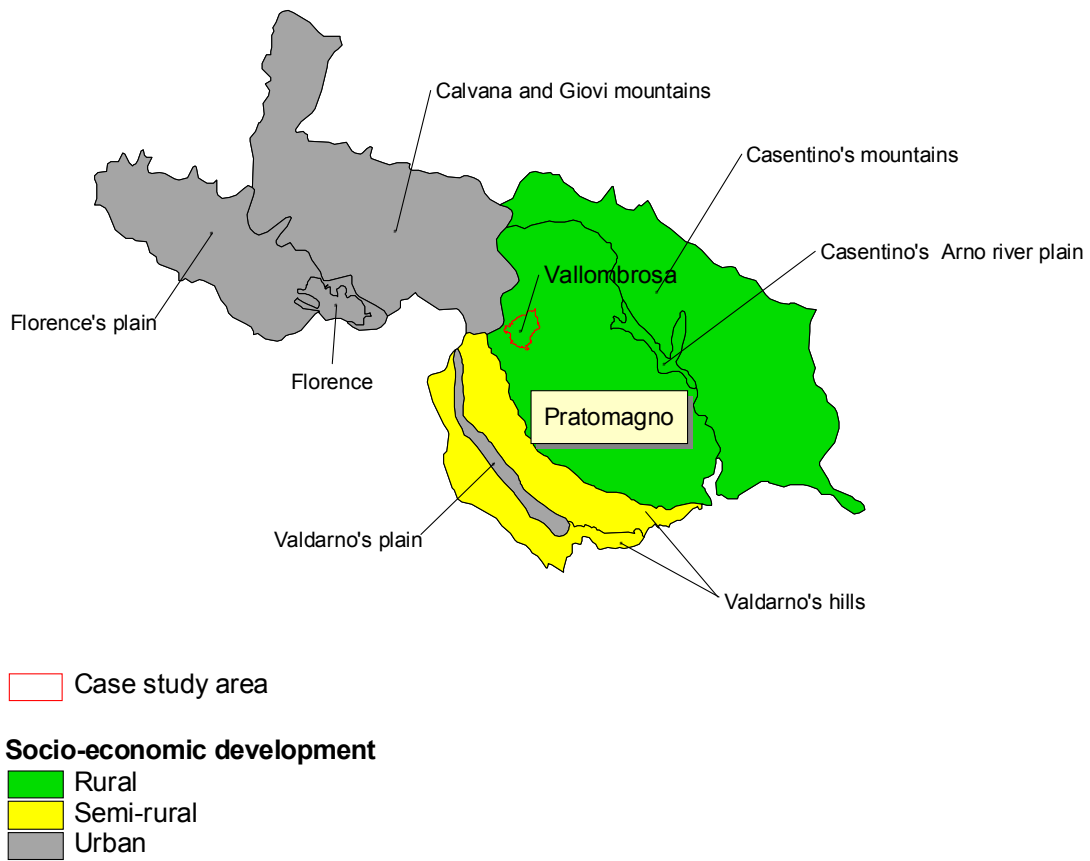 Calvana and Giovi mountains
Casentino's mountains
Casentino's  Arno river plain
Vallombrosa
Florence's plain
Florence
Pratomagno
Valdarno's plain
Valdarno's hills
Case study area
Socio-economic development
Rural
Semi-rural
Urban